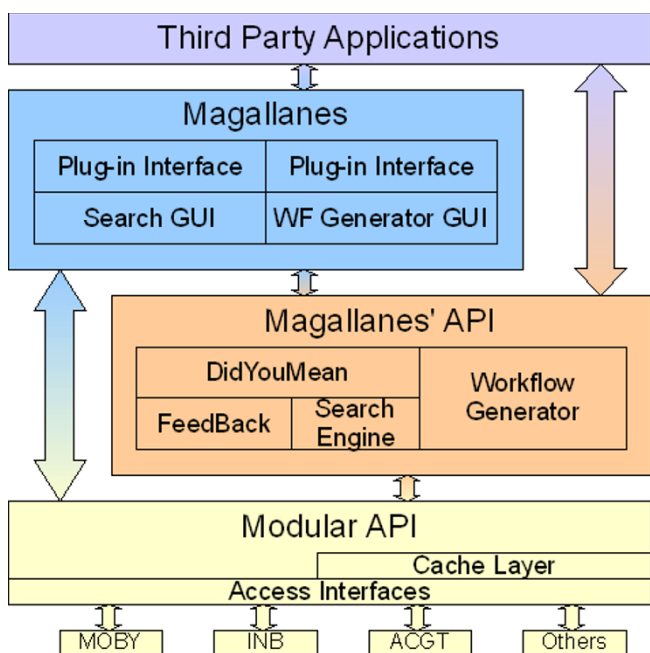 Third Party Applications
Magallanes
Plug-in Interface
Plug-in Interface
Search GUI
WF Generator GUI
Magallanes' API
DidYouMean
Workflow
Generator
FeedBack
Search
Engine
Modular API
Cache Layer
Access Interfaces
MOBY
INB
ACGT
Others